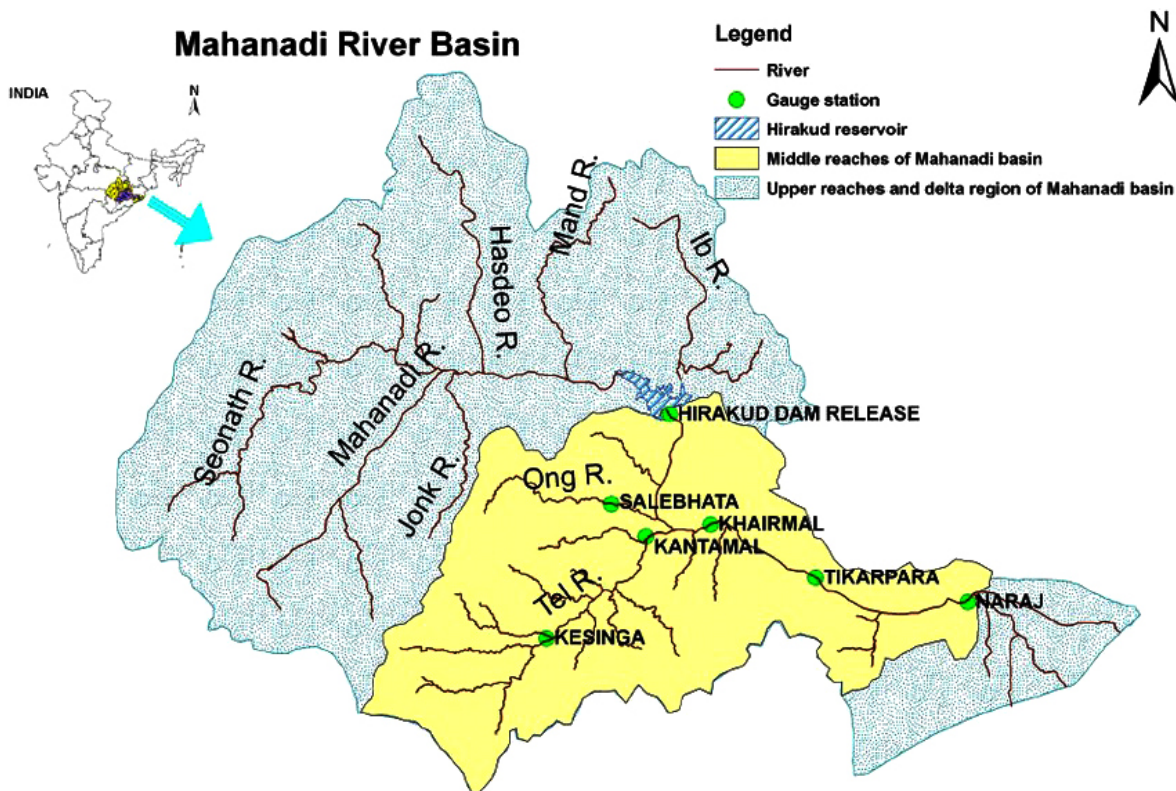 Mahanadi River Basin
INDIA
N
Legend
River
Gauge station
Hirakud reservoir
Middle reaches of Mahanadi basin
Upper reaches and delta region of Mahanadi basin
N
Hasdeo R.
Mand R.
Ib R.
Seonath R.
Mahanadi R.
Jonk R.
HIRAKUD DAM RELEASE
Ong R.
SALEBHATA
KHAIRMAL
KANTAMAL
TIKARPARA
Tel R.
NARAJ
KESINGA